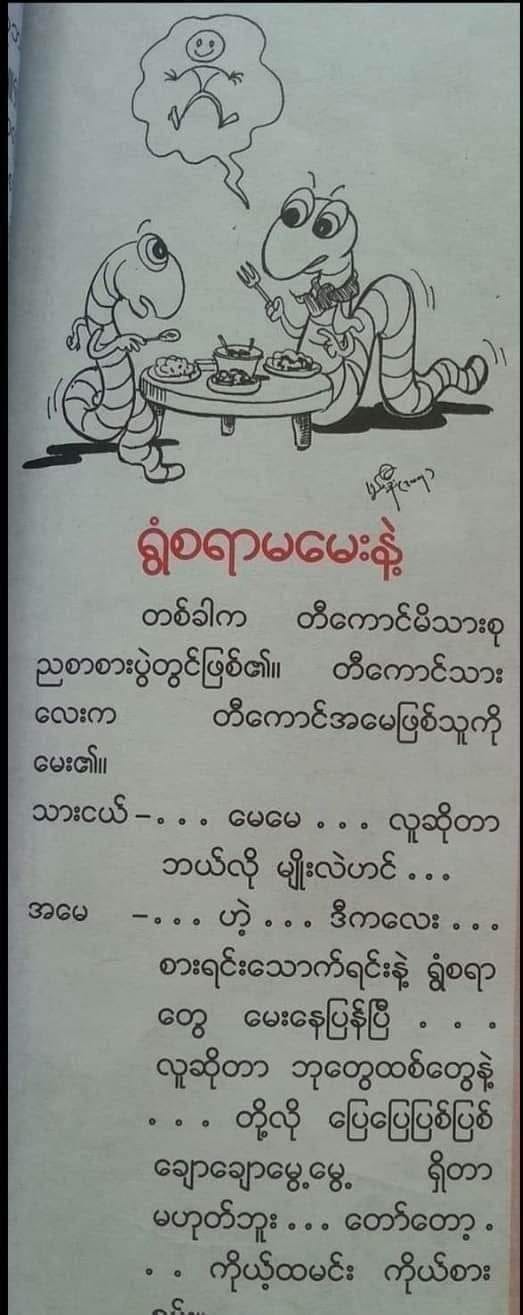 ရွံစရာမမေးနဲ့
တစ်ခါက တီကောင်မိသားစု
ညစာစားပွဲတွင်ဖြစ်၏။ တီကောင်သား
လေးက တီကောင်အမေဖြစ်သူကို
မေး၏။
သားငယ် -. . . မေမေ . . . လူဆိုတာ
ဘယ်လို မျိုးလဲဟင် . . .
အမေ -. . . ဟဲ့ . . . ဒီကလေး . . .
စားရင်းသောက်ရင်းနဲ့ ရွံစရာ
တွေ မေးနေပြန်ပြီ . . .
လူဆိုတာ ဘုတွေထစ်တွေနဲ့
. . . တို့လို ပြေပြေပြစ်ပြစ်
ချောချောမွေ့မွေ့ ရှိတာ
မဟုတ်ဘူး . . . တော်တော့ .
. . ကိုယ့်ထမင်း ကိုယ်စား